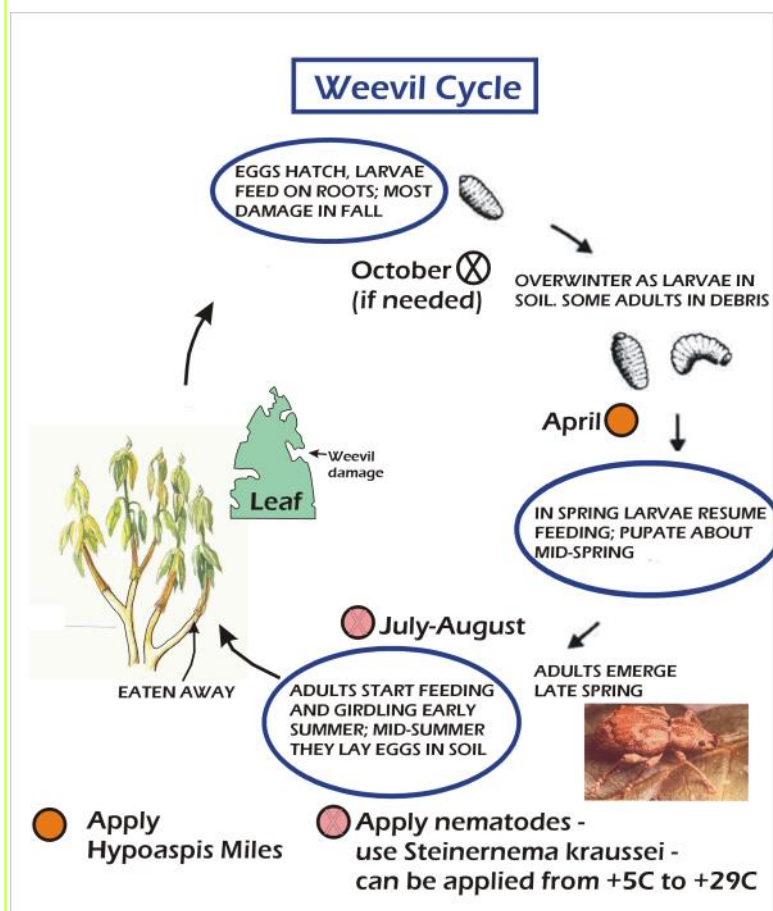 Weevil Cycle
EGGS HATCH, LARVAE
FEED ON ROOTS; MOST
DAMAGE IN FALL
October
(if needed)
OVERWINTER AS LARVAE IN
SOIL. SOME ADULTS IN DEBRIS
April
IN SPRING LARVAE RESUME
FEEDING; PUPATE ABOUT
MID-SPRING
ADULTS EMERGE
LATE SPRING
July-August
ADULTS START FEEDING
AND GIRDLING EARLY
SUMMER; MID-SUMMER
THEY LAY EGGS IN SOIL
EATEN AWAY
Weevil
damage
Leaf
Apply
Hypoaspis Miles
Apply nematodes -
use Steinernema kraussei -
can be applied from +5C to +29C